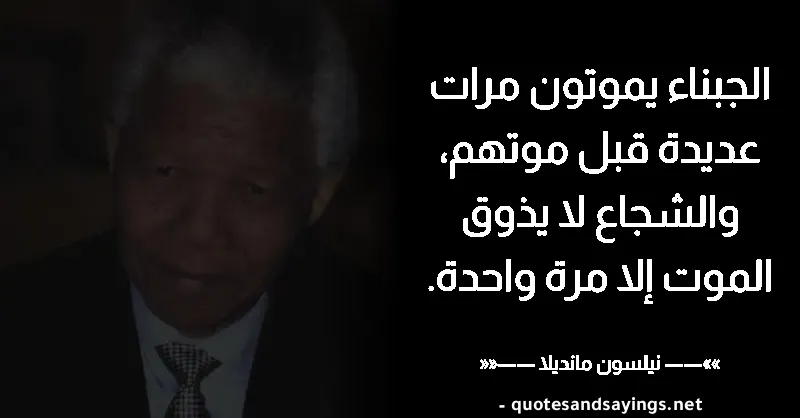 الجبناء يموتون مرات
عديدة قبل موتهم،
والشجاع لا يذوق
الموت إلا مرة واحدة.
»»—— نيلسون مانديلا ——««
- quotesandsayings.net